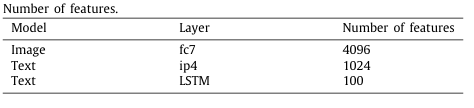 Number of features.
Model Layer Number of features
Image fc7 4096
Text ip4 1024
Text LSTM 100